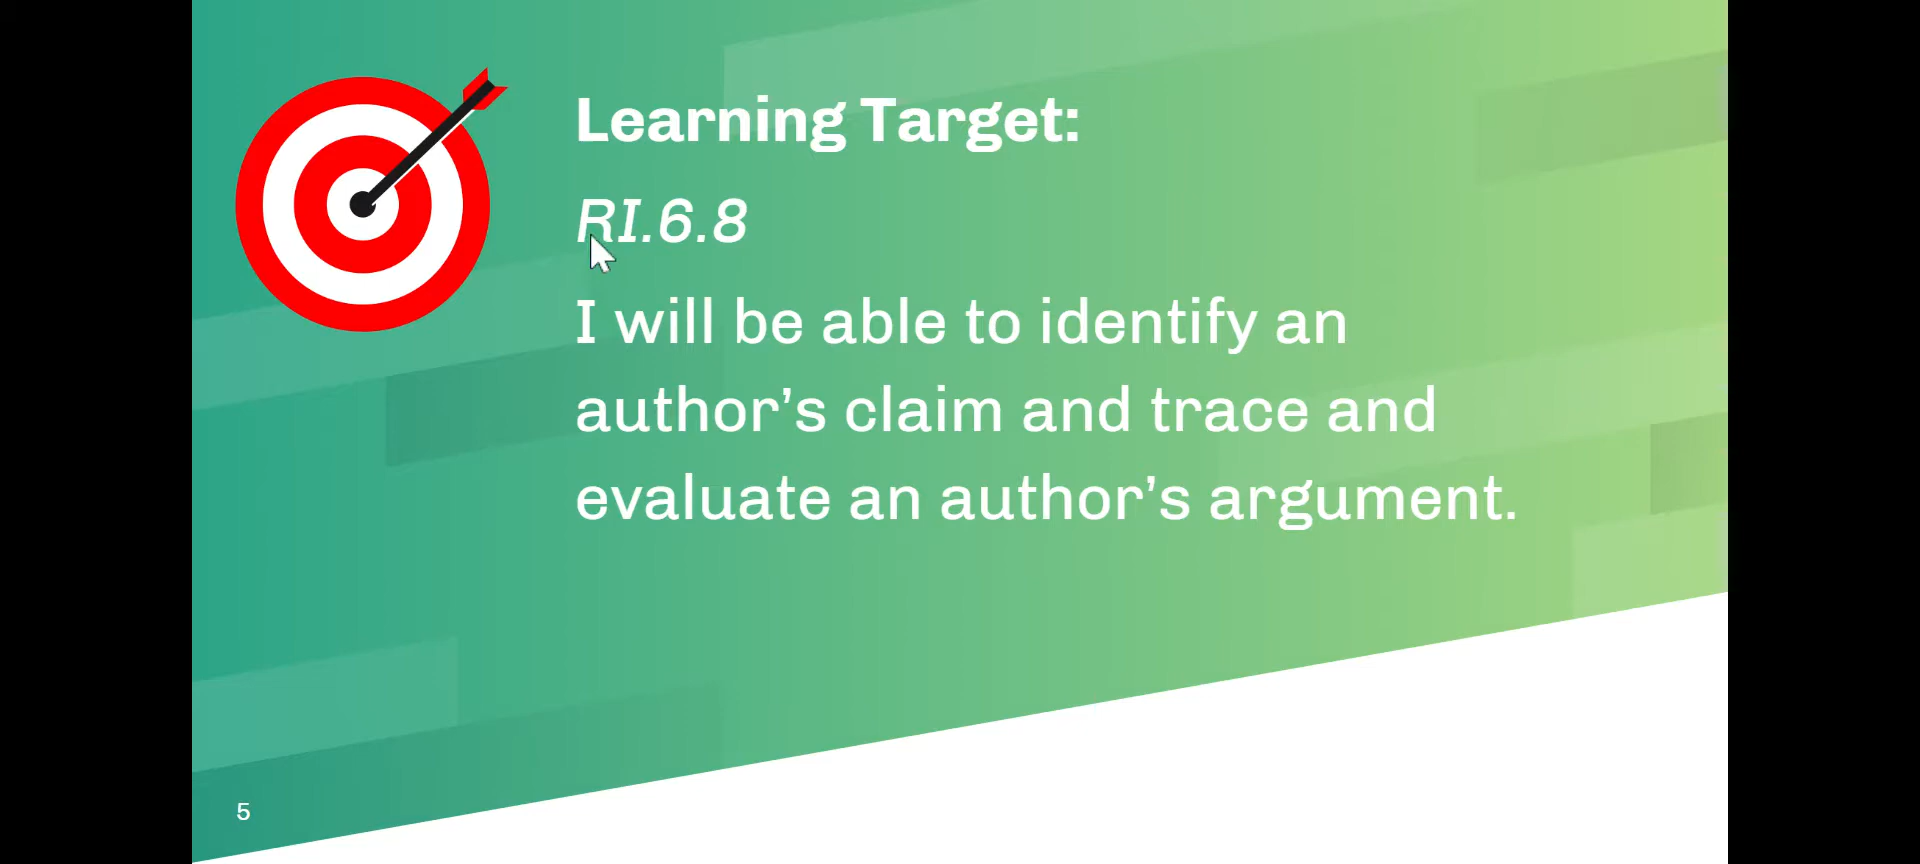 Learning Target:
RI.6.8
I will be able to identify an
author’s claim and trace and
evaluate an author’s argument.
5